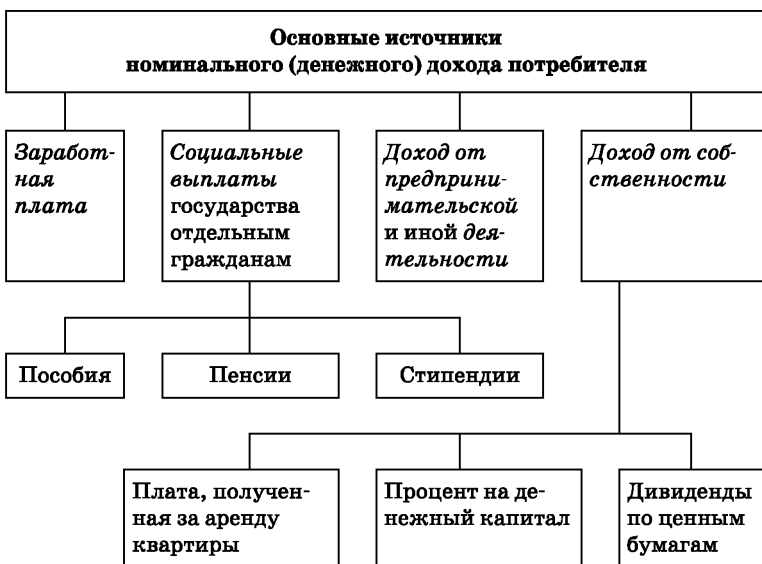 Основные источники
номинального (денежного) дохода потребителя
Заработ-
ная
плата
Социальные
выплаты
государства
отдельным
гражданам
Доход от
предприни-
мательской
и иной дея-
тельности
Доход от соб-
ственности
Пособия
Пенсии
Стипендии
Плата, получен-
ная за аренду
квартиры
Процент на де-
нежный капитал
Дивиденды
по ценным
бумагам